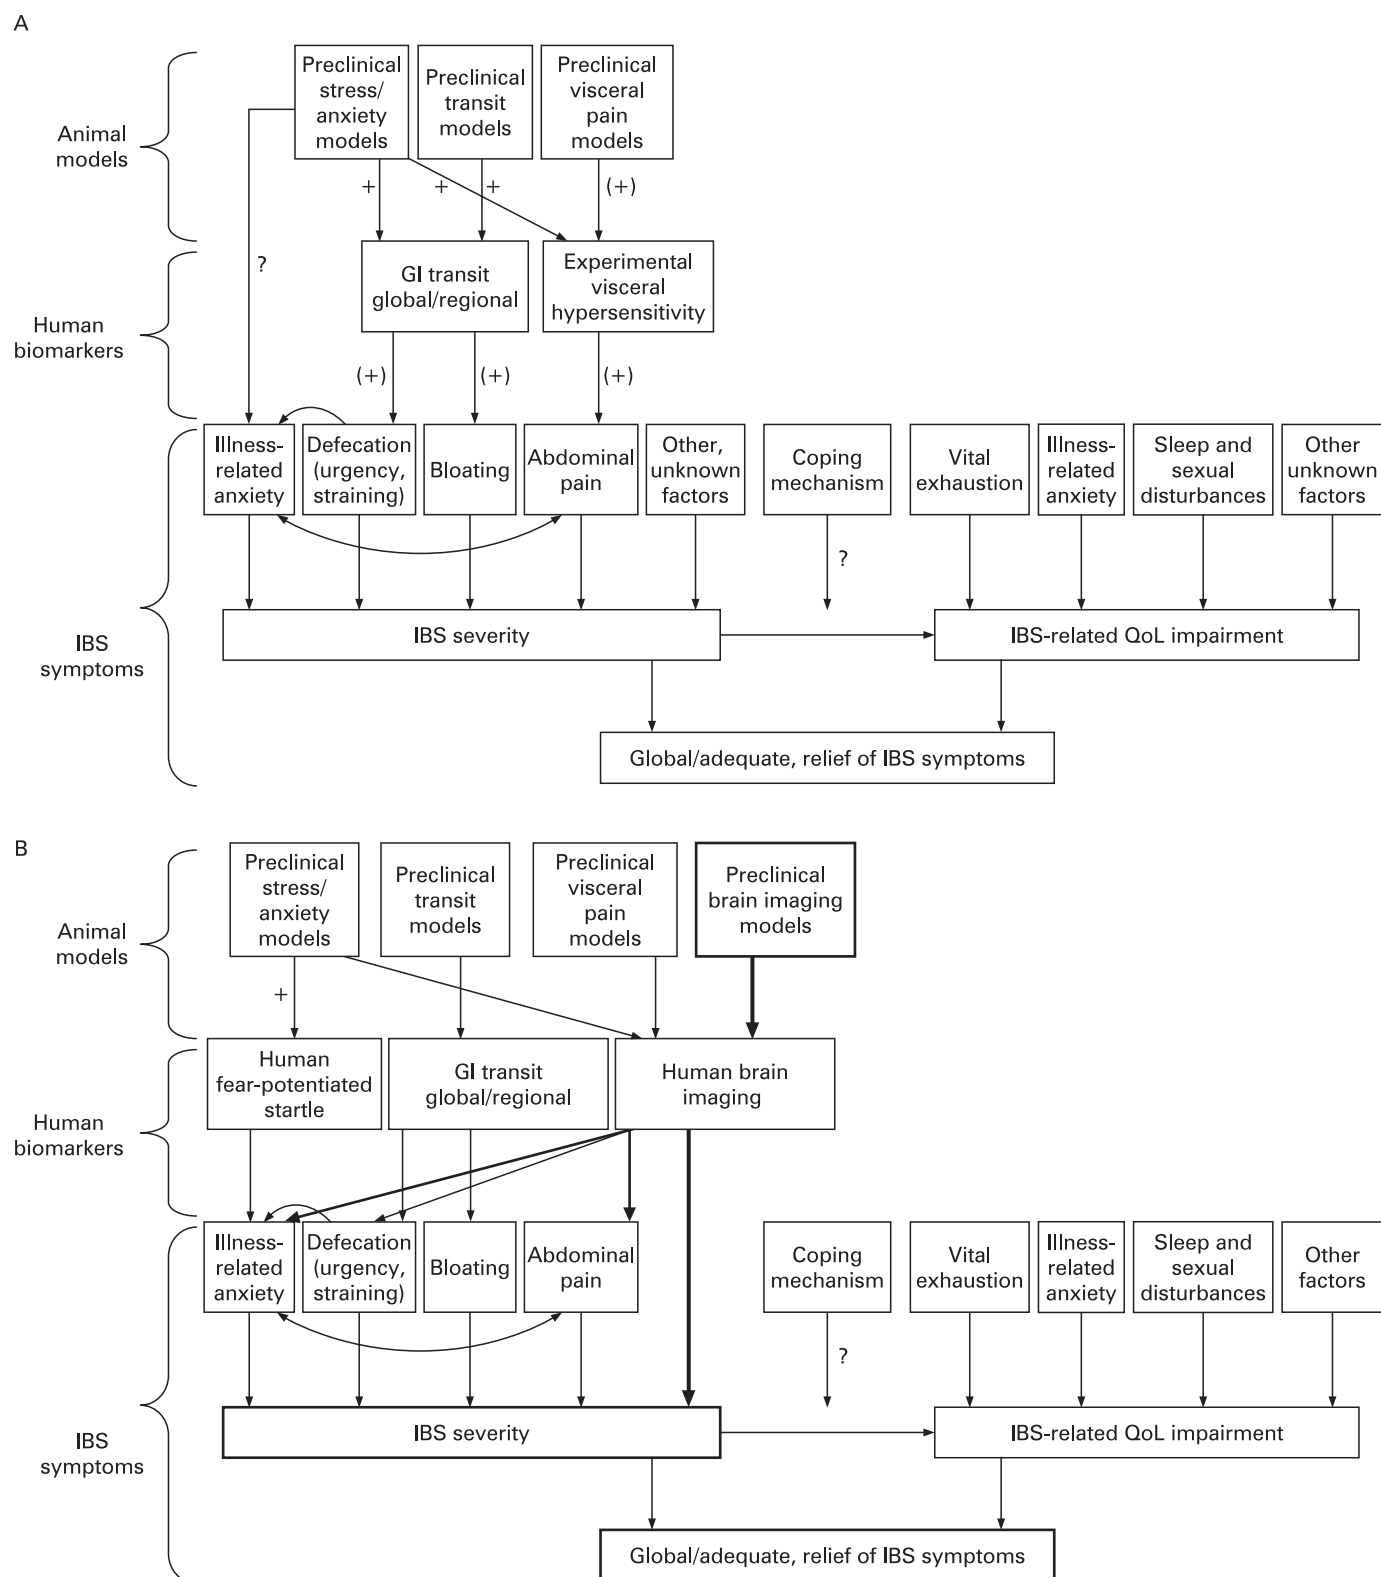 A
Animal
models
Preclinical
stress/
anxiety
models
Preclinical
transit
models
Preclinical
visceral
pain
models
+
+
+
(+)
?
Human
biomarkers
GI transit
global/regional
Experimental
visceral
hypersensitivity
(+)
(+)
(+)
IBS
symptoms
Illness-
related
anxiety
Defecation
(urgency,
straining)
Bloating
Abdominal
pain
Other,
unknown
factors
Coping
mechanism
Vital
exhaustion
Illness-
related
anxiety
Sleep and
sexual
disturbances
Other
unknown
factors
?
IBS severity
IBS-related QoL impairment
Global/adequate, relief of IBS symptoms
B
Animal
models
Preclinical
stress/
anxiety
models
Preclinical
transit
models
Preclinical
visceral
pain
models
Preclinical
brain imaging
models
+
Human
biomarkers
Human
fear-potentiated
startle
GI transit
global/regional
Human brain
imaging
IBS
symptoms
Illness-
related
anxiety
Defecation
(urgency,
straining)
Bloating
Abdominal
pain
Coping
mechanism
Vital
exhaustion
Illness-
related
anxiety
Sleep and
sexual
disturbances
Other
factors
?
IBS severity
IBS-related QoL impairment
Global/adequate, relief of IBS symptoms